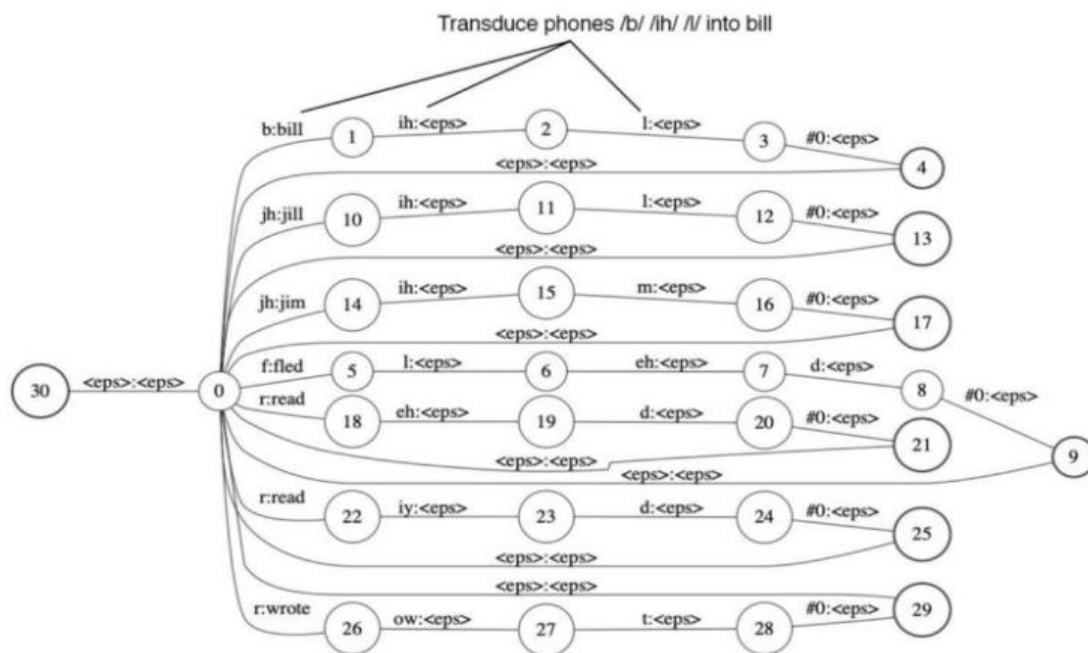 Transduce phones /b/ /ih/ /l/ into bill
b:bill 1 ih:<eps> 2 l:<eps> 3 #0:<eps> 4
<eps>:<eps>
jh:jill 10 ih:<eps> 11 l:<eps> 12 #0:<eps> 13
<eps>:<eps>
jh:jim 14 ih:<eps> 15 m:<eps> 16 #0:<eps> 17
<eps>:<eps>
30 <eps>:<eps> 0 f:fled 5 l:<eps> 6 eh:<eps> 7 d:<eps> 8 #0:<eps> 9
r:read 18 eh:<eps> 19 d:<eps> 20 #0:<eps> 21
<eps>:<eps>
<eps>:<eps>
r:read 22 iy:<eps> 23 d:<eps> 24 #0:<eps> 25
<eps>:<eps>
<eps>:<eps>
r:wrote 26 ow:<eps> 27 t:<eps> 28 #0:<eps> 29